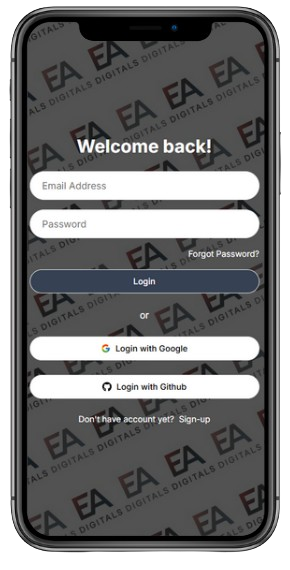 EA DIGITALS
Welcome back!
Email Address
Password
Forgot Password?
Login
or
Login with Google
Login with Github
Don't have account yet? Sign-up